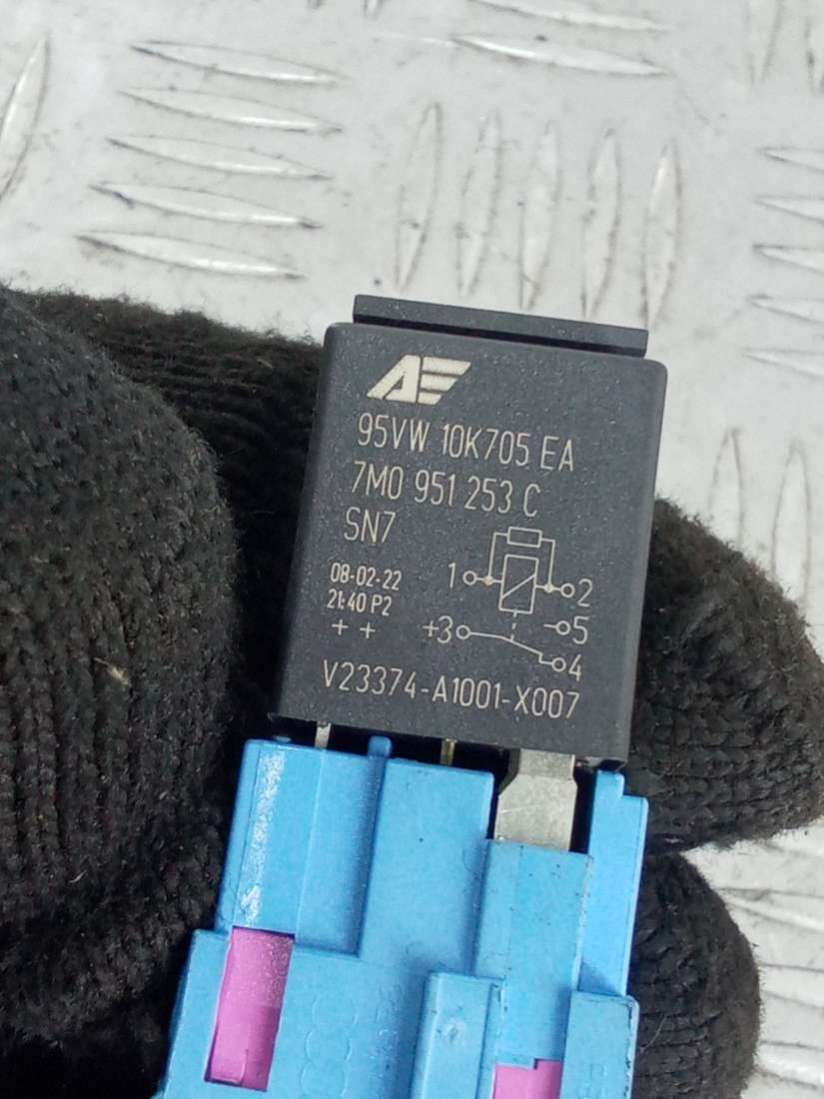 AE
95VW 10K705 EA
7M0 951 253 C
SN7
08-02-22
21:40 P2
+ +
1
2
5
+3
4
V23374-A1001-X007